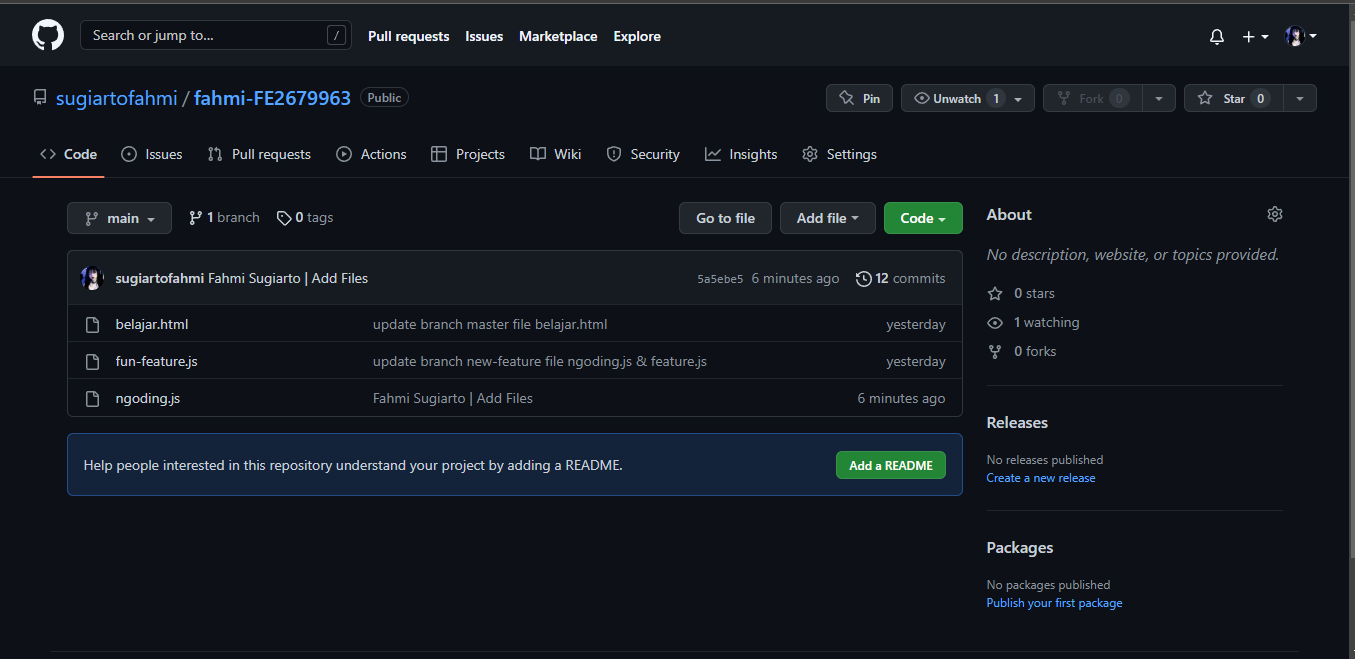 Search or jump to... /
Pull requests Issues Marketplace Explore
sugiartofahmi / fahmi-FE2679963 Public
Pin Unwatch 1 Fork 0 Star 0
Code Issues Pull requests Actions Projects Wiki Security Insights Settings
main 1 branch 0 tags Go to file Add file Code
sugiartofahmi Fahmi Sugiarto | Add Files 5a5ebe5 6 minutes ago 12 commits
belajar.html update branch master file belajar.html yesterday
fun-feature.js update branch new-feature file ngoding.js & feature.js yesterday
ngoding.js Fahmi Sugiarto | Add Files 6 minutes ago
Help people interested in this repository understand your project by adding a README. Add a README
About
No description, website, or topics provided.
0 stars
1 watching
0 forks
Releases
No releases published
Create a new release
Packages
No packages published
Publish your first package